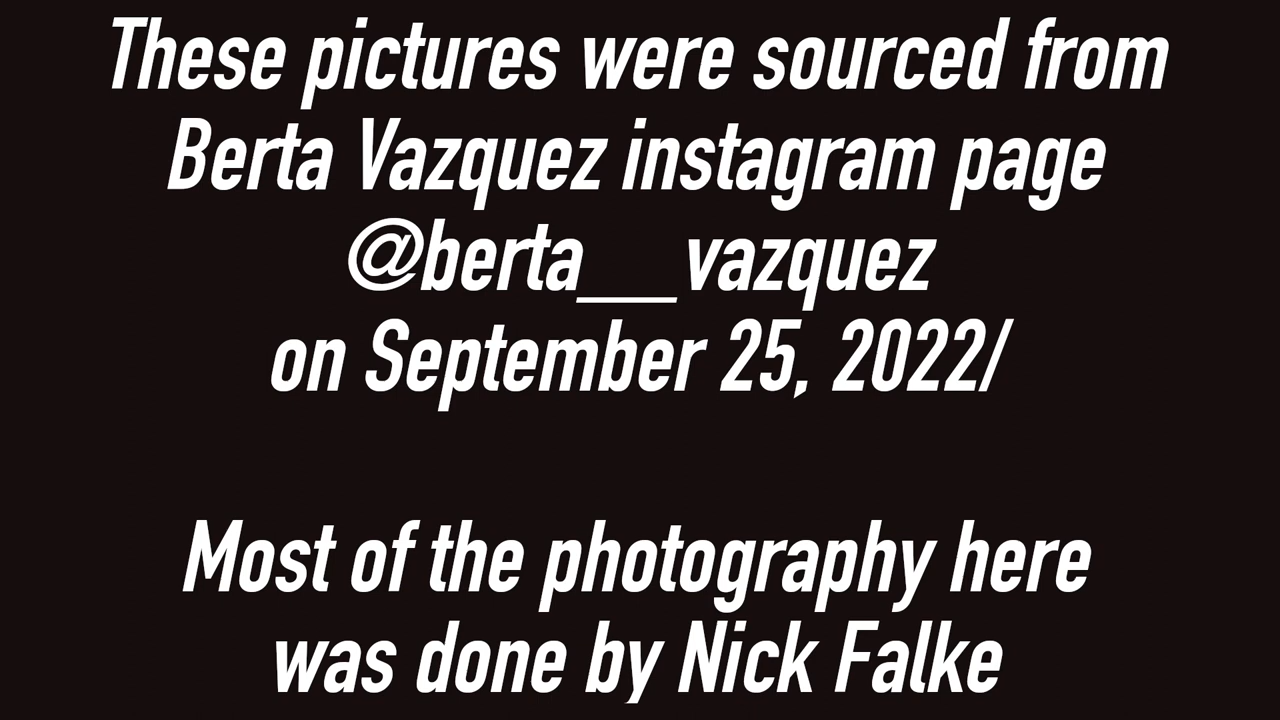 These pictures were sourced from
Berta Vazquez instagram page
@berta__vazquez
on September 25, 2022/
Most of the photography here
was done by Nick Falke